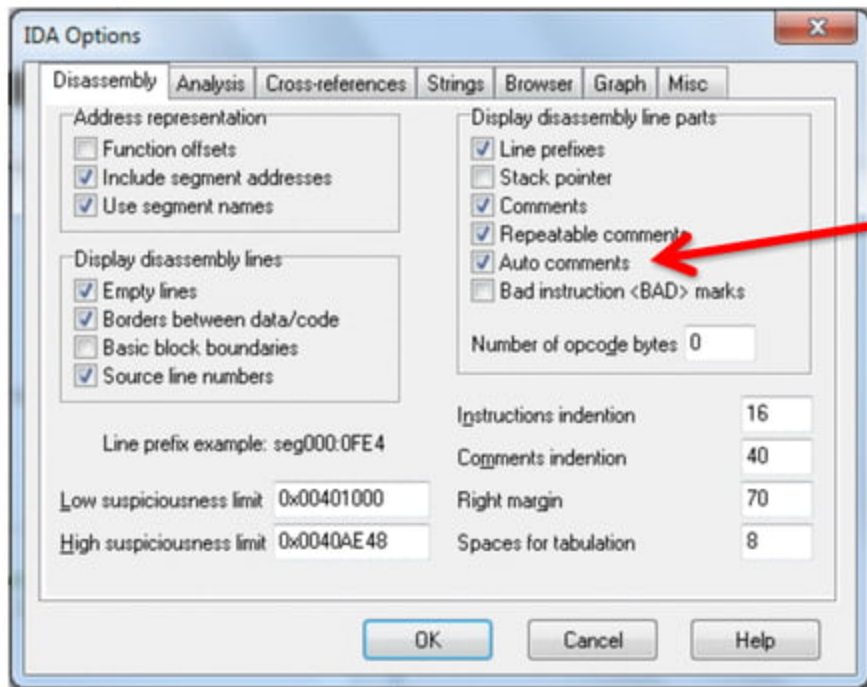 IDA Options
Disassembly Analysis Cross-references Strings Browser Graph Misc
Address representation
Function offsets
Include segment addresses
Use segment names
Display disassembly lines
Empty lines
Borders between data/code
Basic block boundaries
Source line numbers
Line prefix example: seg000:0FE4
Low suspiciousness limit 0x00401000
High suspiciousness limit 0x0040AE48
Display disassembly line parts
Line prefixes
Stack pointer
Comments
Repeatable comments
Auto comments
Bad instruction <BAD> marks
Number of opcode bytes 0
Instructions indention 16
Comments indention 40
Right margin 70
Spaces for tabulation 8
OK Cancel Help